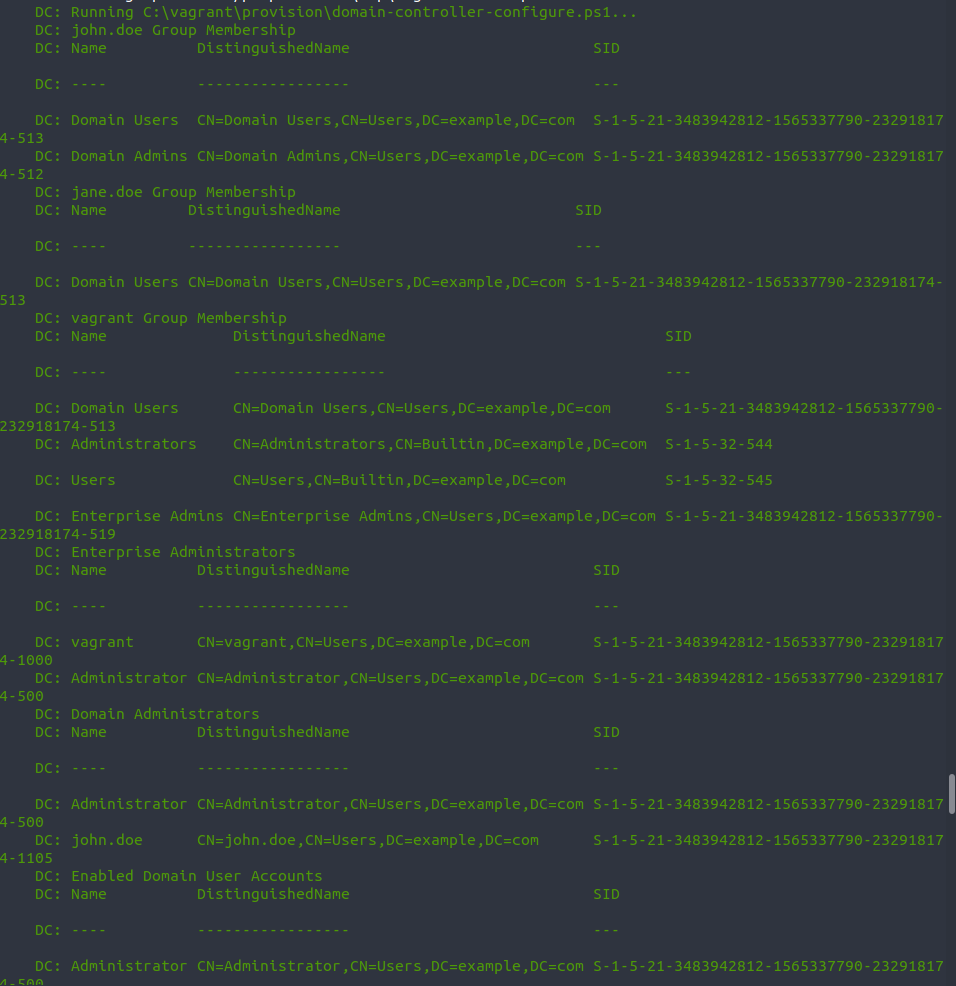 DC: Running C:\vagrant\provision\domain-controller-configure.ps1...
DC: john.doe Group Membership
DC: Name DistinguishedName SID
DC: ---- ----------------- ---
DC: Domain Users CN=Domain Users,CN=Users,DC=example,DC=com S-1-5-21-3483942812-1565337790-23291817
4-513
DC: Domain Admins CN=Domain Admins,CN=Users,DC=example,DC=com S-1-5-21-3483942812-1565337790-23291817
4-512
DC: jane.doe Group Membership
DC: Name DistinguishedName SID
DC: ---- ----------------- ---
DC: Domain Users CN=Domain Users,CN=Users,DC=example,DC=com S-1-5-21-3483942812-1565337790-232918174-
513
DC: vagrant Group Membership
DC: Name DistinguishedName SID
DC: ---- ----------------- ---
DC: Domain Users CN=Domain Users,CN=Users,DC=example,DC=com S-1-5-21-3483942812-1565337790-
232918174-513
DC: Administrators CN=Administrators,CN=Builtin,DC=example,DC=com S-1-5-32-544
DC: Users CN=Users,CN=Builtin,DC=example,DC=com S-1-5-32-545
DC: Enterprise Admins CN=Enterprise Admins,CN=Users,DC=example,DC=com S-1-5-21-3483942812-1565337790-
232918174-519
DC: Enterprise Administrators
DC: Name DistinguishedName SID
DC: ---- ----------------- ---
DC: vagrant CN=vagrant,CN=Users,DC=example,DC=com S-1-5-21-3483942812-1565337790-23291817
4-1000
DC: Administrator CN=Administrator,CN=Users,DC=example,DC=com S-1-5-21-3483942812-1565337790-23291817
4-500
DC: Domain Administrators
DC: Name DistinguishedName SID
DC: ---- ----------------- ---
DC: Administrator CN=Administrator,CN=Users,DC=example,DC=com S-1-5-21-3483942812-1565337790-23291817
4-500
DC: john.doe CN=john.doe,CN=Users,DC=example,DC=com S-1-5-21-3483942812-1565337790-23291817
4-1105
DC: Enabled Domain User Accounts
DC: Name DistinguishedName SID
DC: ---- ----------------- ---
DC: Administrator CN=Administrator,CN=Users,DC=example,DC=com S-1-5-21-3483942812-1565337790-23291817
4-500